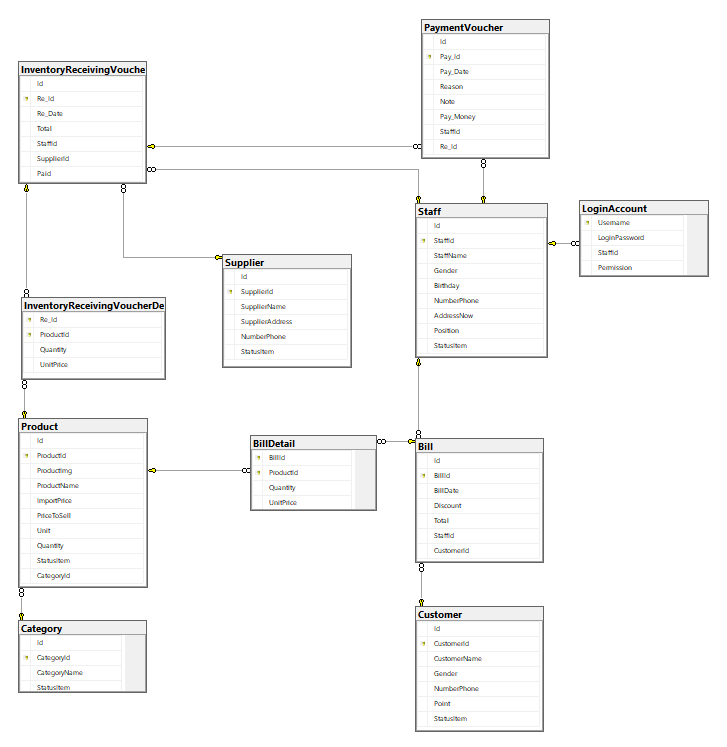 PaymentVoucher
Id
Pay_Id
Pay_Date
Reason
Note
Pay_Money
StaffId
Re_Id
InventoryReceivingVouche
Id
Re_Id
Re_Date
Total
StaffId
SupplierId
Paid
Staff
Id
StaffId
StaffName
Gender
Birthday
NumberPhone
AddressNow
Position
StatusItem
LoginAccount
Username
LoginPassword
StaffId
Permission
Supplier
Id
SupplierId
SupplierName
SupplierAddress
NumberPhone
StatusItem
InventoryReceivingVoucherDe
Re_Id
ProductId
Quantity
UnitPrice
Product
Id
ProductId
ProductImg
ProductName
ImportPrice
PriceToSell
Unit
Quantity
StatusItem
CategoryId
BillDetail
BillId
ProductId
Quantity
UnitPrice
Bill
Id
BillId
BillDate
Discount
Total
StaffId
CustomerId
Category
Id
CategoryId
CategoryName
StatusItem
Customer
Id
CustomerId
CustomerName
Gender
NumberPhone
Point
StatusItem